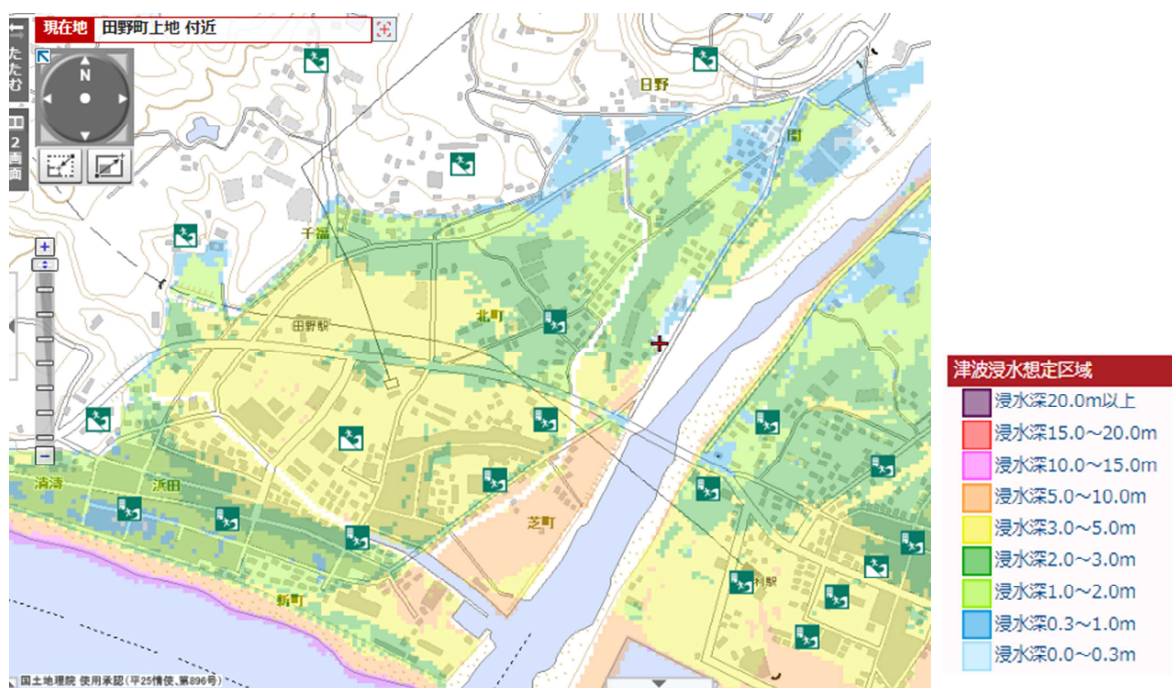 現在地 田野町上地 付近
たたむ
2画面
N
日野
開
千福
北町
田野駅
清涛
浜田
芝町
新町
利駅
国土地理院 使用承認(平25情使、第896号)
津波浸水想定区域
浸水深20.0m以上
浸水深15.0～20.0m
浸水深10.0～15.0m
浸水深5.0～10.0m
浸水深3.0～5.0m
浸水深2.0～3.0m
浸水深1.0～2.0m
浸水深0.3～1.0m
浸水深0.0～0.3m